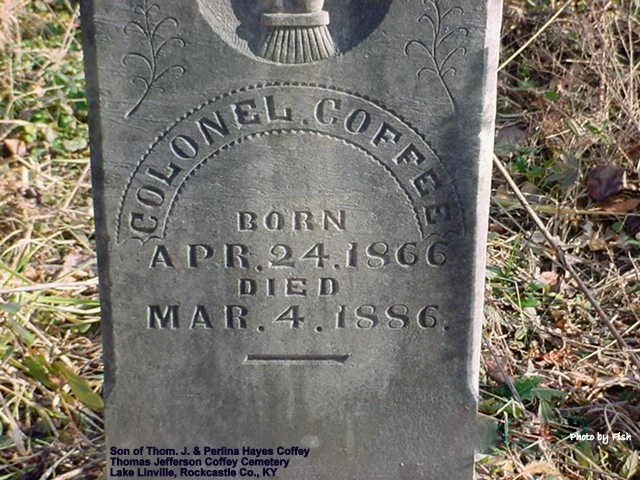 COLONEL. COFFEE
BORN
APR. 24. 1866
DIED
MAR. 4. 1886.
Son of Thom. J. & Perlina Hayes Coffey
Thomas Jefferson Coffey Cemetery
Lake Linville, Rockcastle Co., KY
Photo by Fish